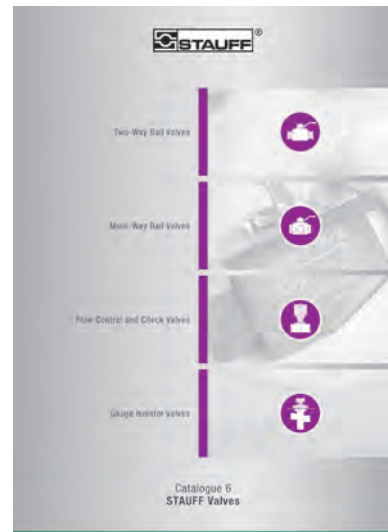 STAUFF®
Two-Way Ball Valves
Multi-Way Ball Valves
Flow Control and Check Valves
Gauge Isolator Valves
Catalogue 6
STAUFF Valves